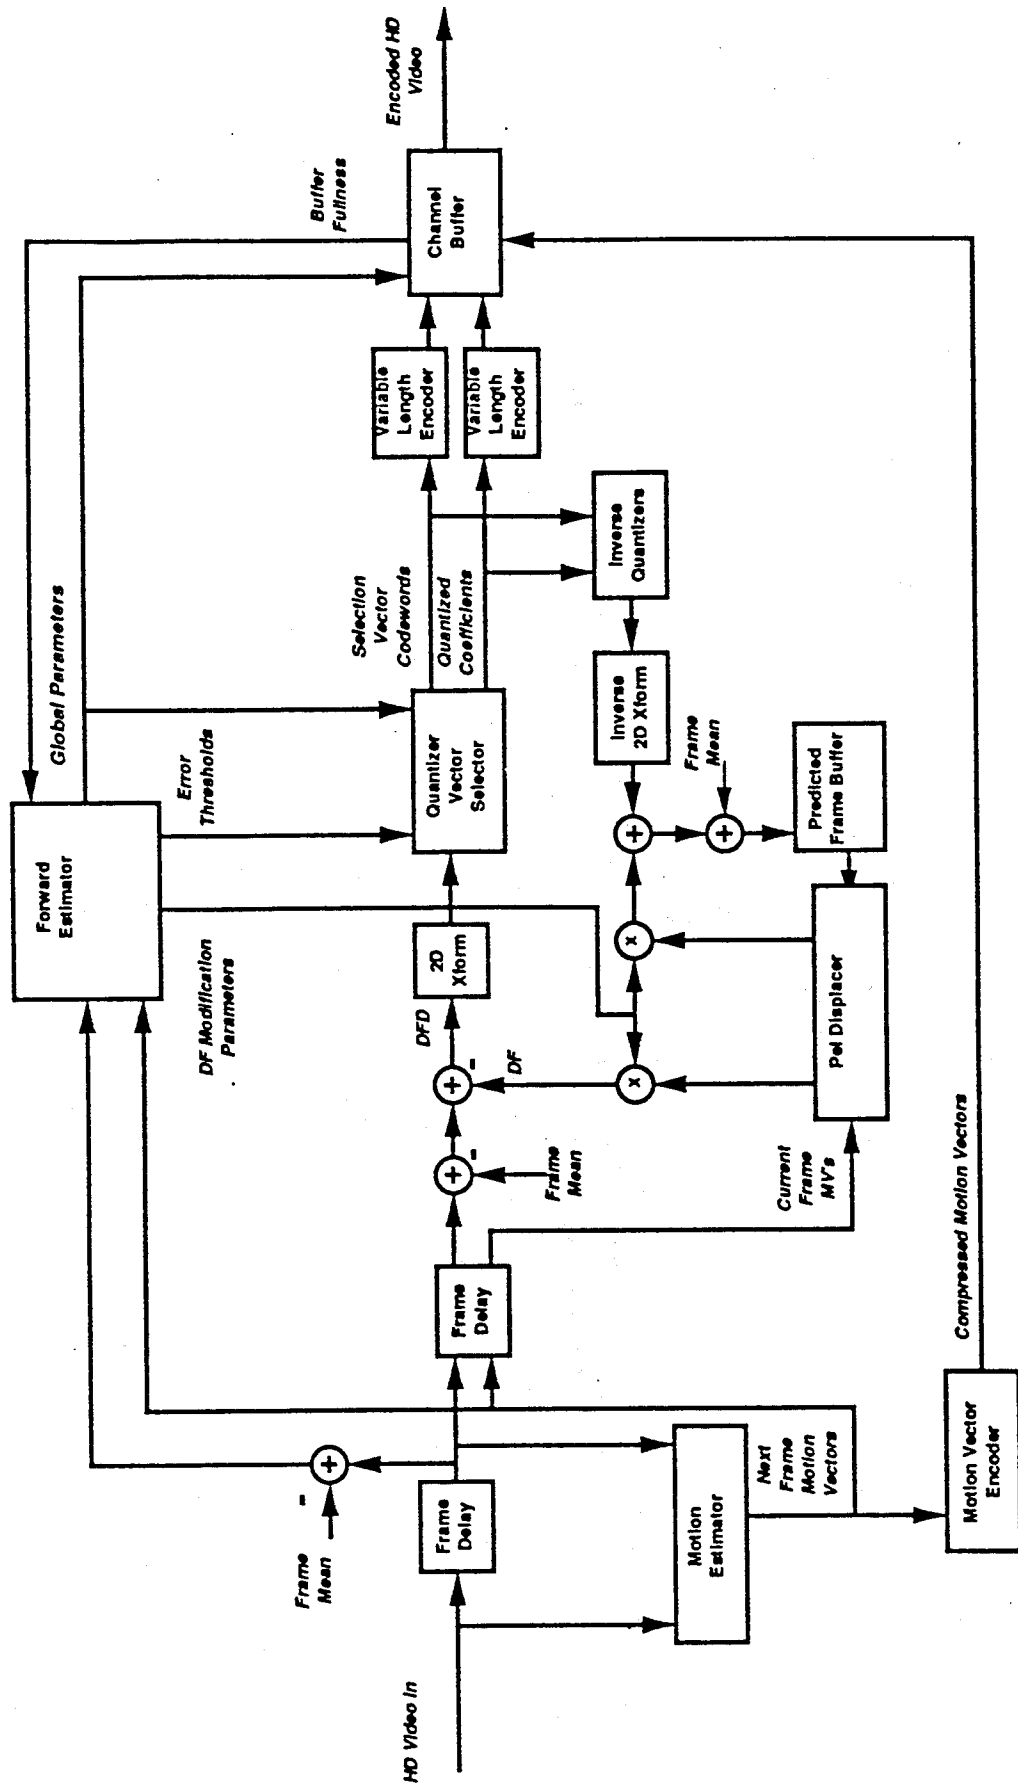 HD Video In
Frame
Mean
-
+
Frame
Delay
Motion
Estimator
Next
Frame
Motion
Vectors
Motion Vector
Encoder
Compressed Motion Vectors
Frame
Delay
Current
Frame
MV's
+
-
Frame
Mean
+
-
DFD
DF
x
x
DF Modification
Parameters
Forward
Estimator
2D
Xform
Error
Thresholds
Global Parameters
Quantizer
Vector
Selector
Pel Displacer
Predicted
Frame Buffer
+
+
Frame
Mean
Inverse
2D Xform
Inverse
Quantizers
Selection
Vector
Codewords
Quantized
Coefficients
Variable
Length
Encoder
Variable
Length
Encoder
Buffer
Fullness
Channel
Buffer
Encoded HD
Video